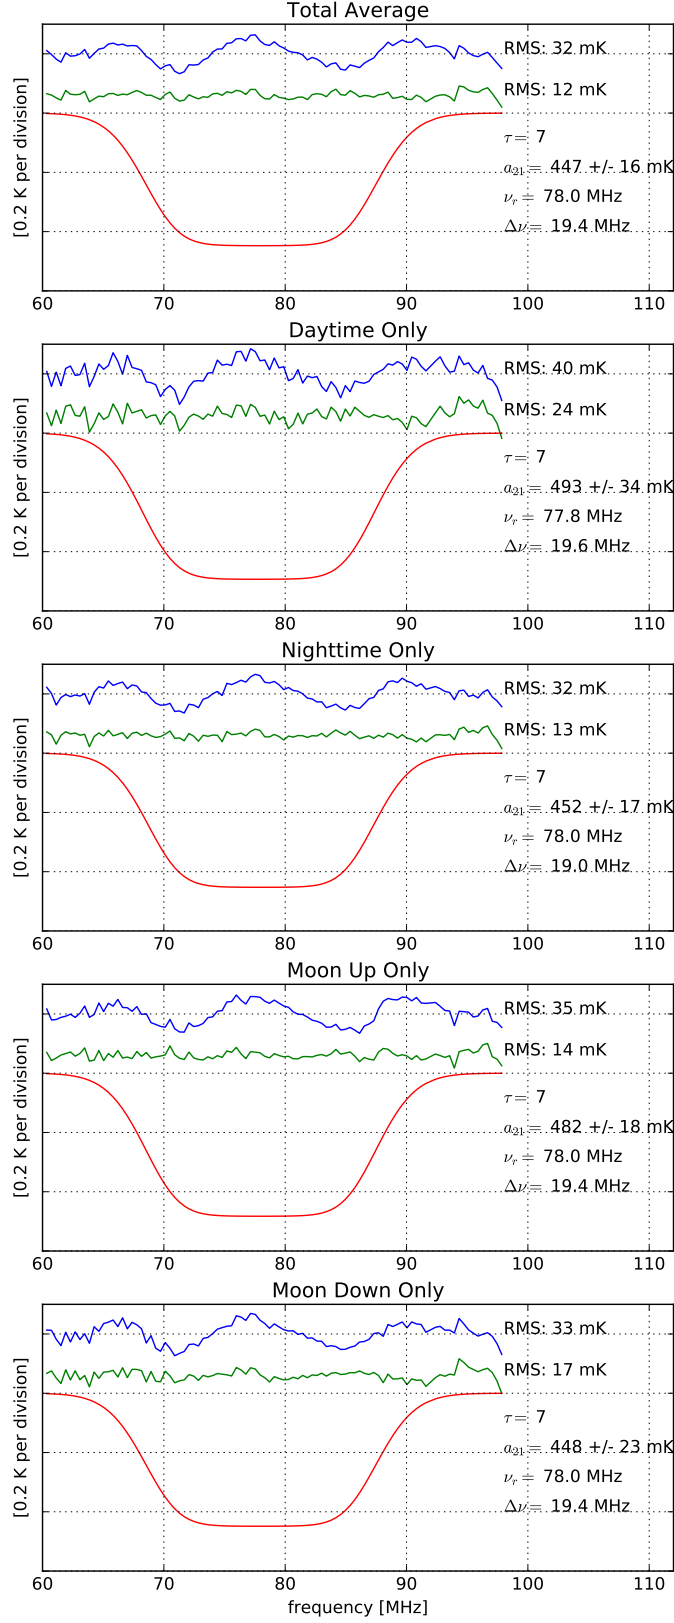 Total Average
[0.2 K per division]
RMS: 32 mK
RMS: 12 mK
τ = 7
a₂₁ = 447 +/- 16 mK
ν_r = 78.0 MHz
Δν = 19.4 MHz
60 70 80 90 100 110
Daytime Only
[0.2 K per division]
RMS: 40 mK
RMS: 24 mK
τ = 7
a₂₁ = 493 +/- 34 mK
ν_r = 77.8 MHz
Δν = 19.6 MHz
60 70 80 90 100 110
Nighttime Only
[0.2 K per division]
RMS: 32 mK
RMS: 13 mK
τ = 7
a₂₁ = 452 +/- 17 mK
ν_r = 78.0 MHz
Δν = 19.0 MHz
60 70 80 90 100 110
Moon Up Only
[0.2 K per division]
RMS: 35 mK
RMS: 14 mK
τ = 7
a₂₁ = 482 +/- 18 mK
ν_r = 78.0 MHz
Δν = 19.4 MHz
60 70 80 90 100 110
Moon Down Only
[0.2 K per division]
RMS: 33 mK
RMS: 17 mK
τ = 7
a₂₁ = 448 +/- 23 mK
ν_r = 78.0 MHz
Δν = 19.4 MHz
60 70 80 90 100 110
frequency [MHz]